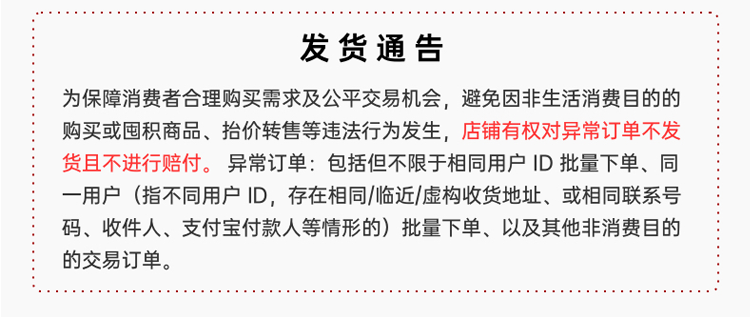 发货通告
为保障消费者合理购买需求及公平交易机会，避免因非生活消费目的的
购买或囤积商品、抬价转售等违法行为发生，店铺有权对异常订单不发
货且不进行赔付。 异常订单：包括但不限于相同用户 ID 批量下单、同
一用户（指不同用户 ID，存在相同/临近/虚构收货地址、或相同联系号
码、收件人、支付宝付款人等情形的）批量下单、以及其他非消费目的
的交易订单。